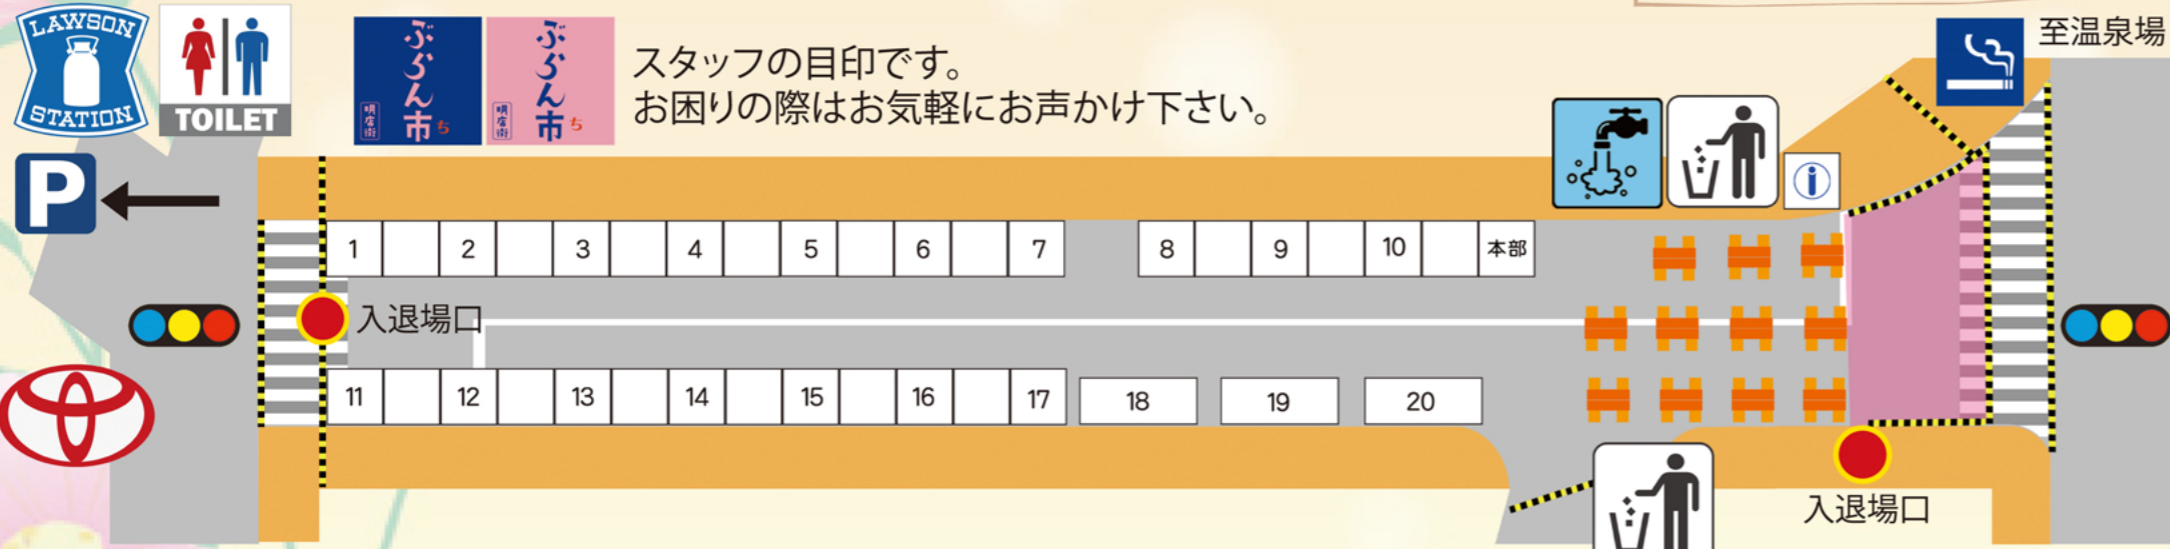 LAWSON
STATION
TOILET
ぶらん市
ち
ぶらん市
ち
スタッフの目印です。
お困りの際はお気軽にお声かけ下さい。
至温泉場
P
i
1 2 3 4 5 6 7 8 9 10 本部
入退場口
11 12 13 14 15 16 17 18 19 20
入退場口